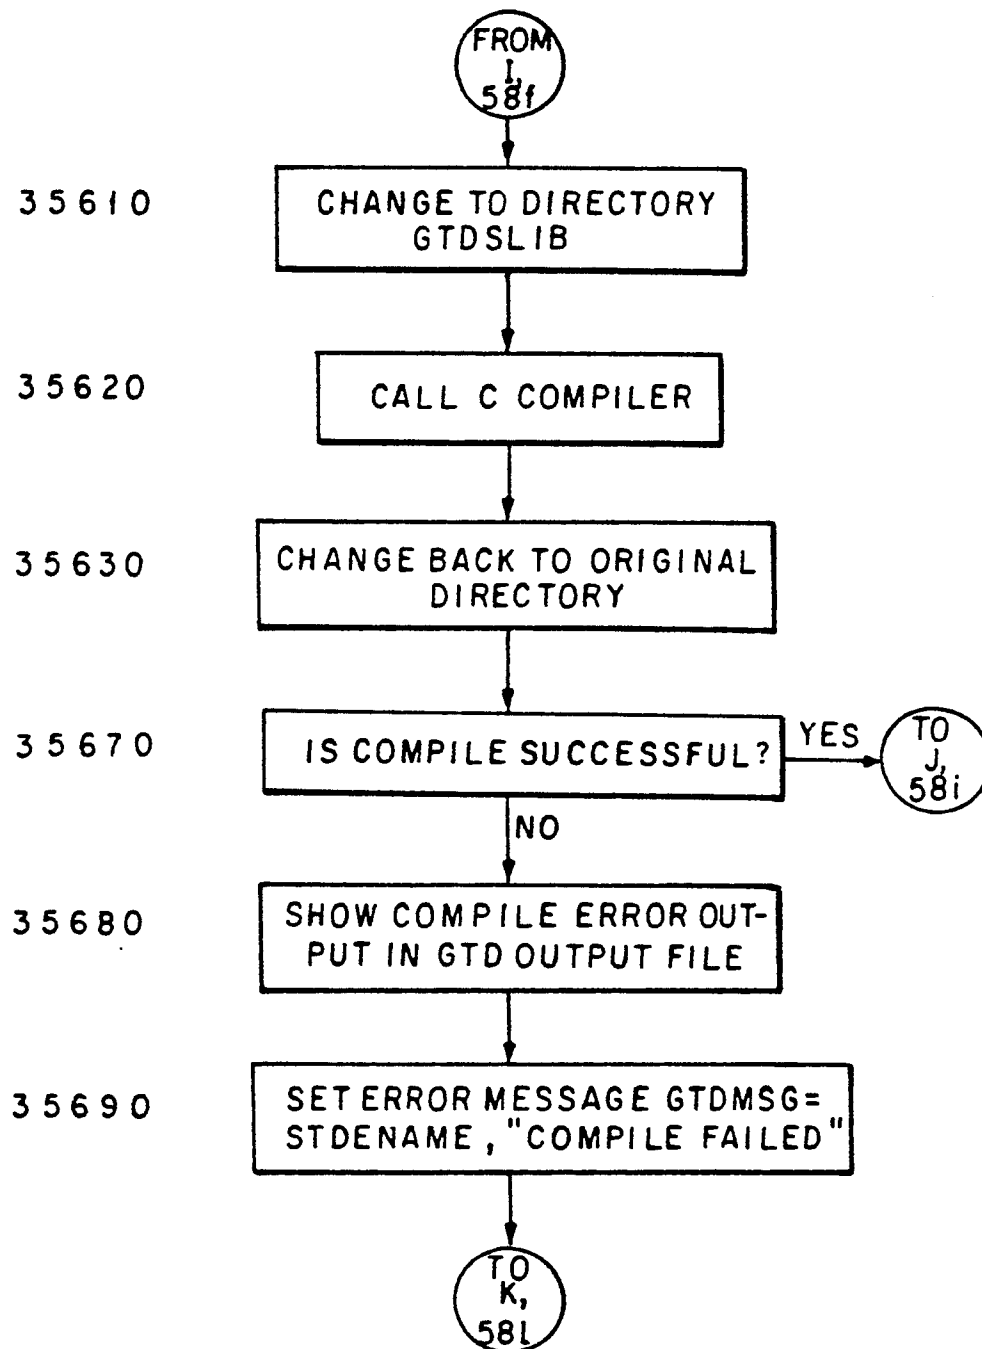 FROM
I,
58f
35610
CHANGE TO DIRECTORY
GTDSLIB
35620
CALL C COMPILER
35630
CHANGE BACK TO ORIGINAL
DIRECTORY
35670
IS COMPILE SUCCESSFUL?
YES
TO
J,
58i
NO
35680
SHOW COMPILE ERROR OUT-
PUT IN GTD OUTPUT FILE
35690
SET ERROR MESSAGE GTDMSG=
STDENAME, "COMPILE FAILED"
TO
K,
58l